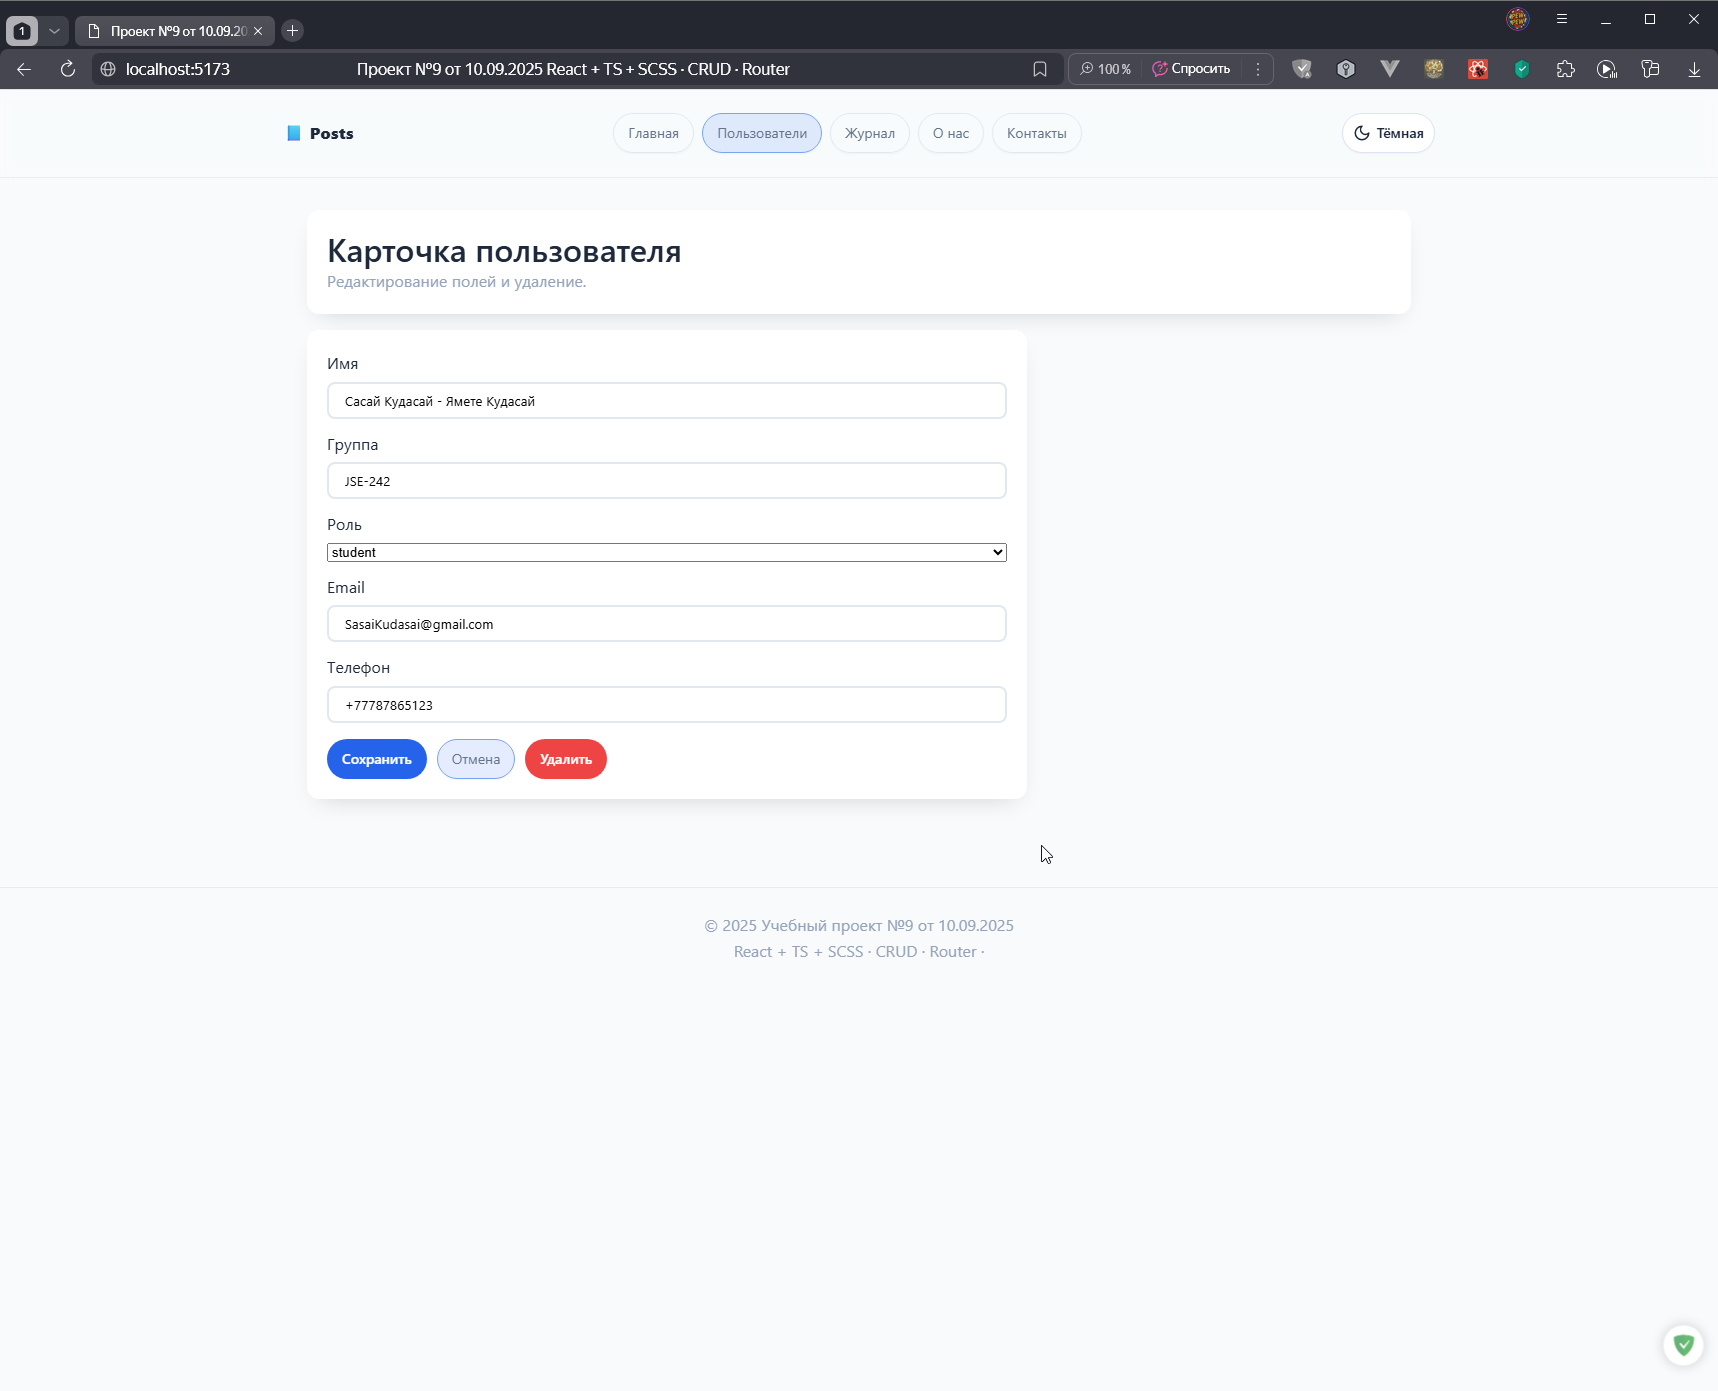 1
Проект №9 от 10.09.20
localhost:5173
Проект №9 от 10.09.2025 React + TS + SCSS · CRUD · Router
100 %
Спросить
Posts
Главная
Пользователи
Журнал
О нас
Контакты
Тёмная
Карточка пользователя
Редактирование полей и удаление.
Имя
Сасай Кудасай - Ямете Кудасай
Группа
JSE-242
Роль
student
Email
SasaiKudasai@gmail.com
Телефон
+77787865123
Сохранить
Отмена
Удалить
© 2025 Учебный проект №9 от 10.09.2025
React + TS + SCSS · CRUD · Router ·